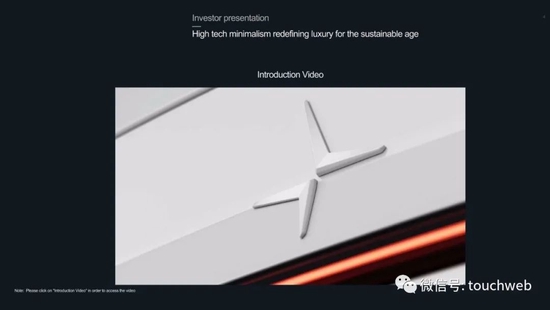 Investor presentation
High tech minimalism redefining luxury for the sustainable age
Introduction Video
Note: Please click on "Introduction Video" in order to access the video
微信号: touchweb